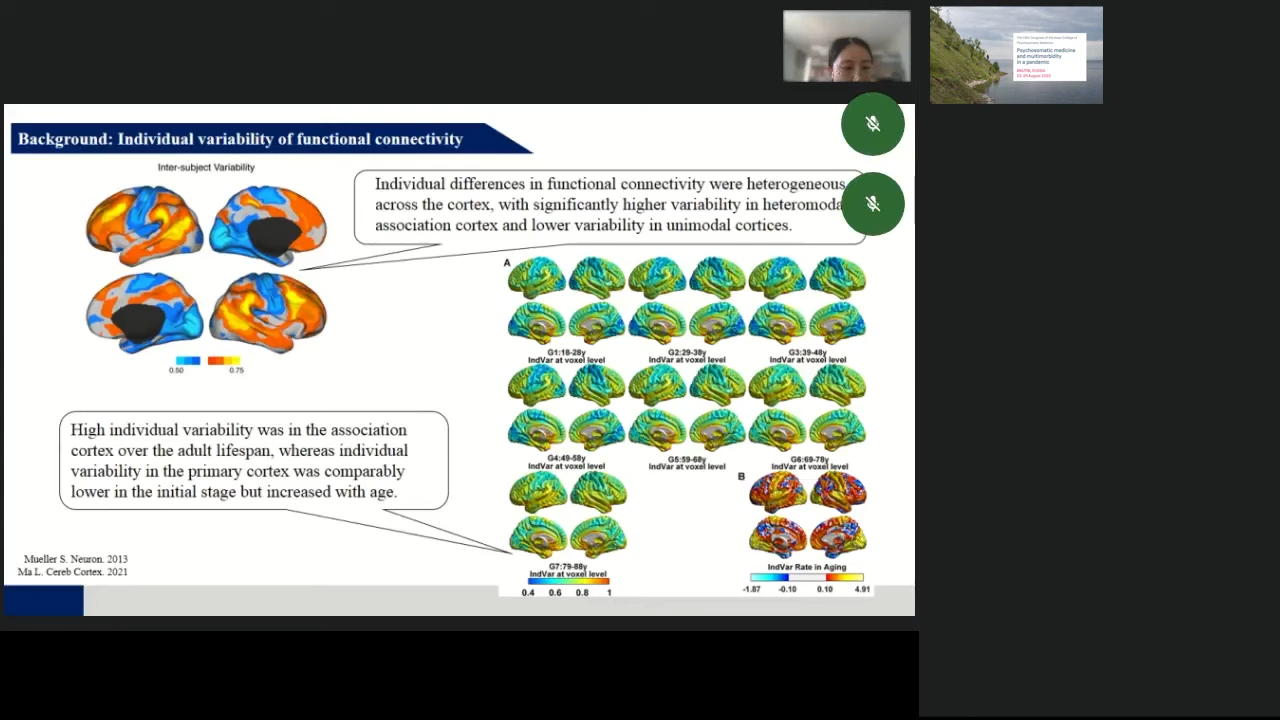 The 19th Congress of
Psychosomatic Medicine
Psychosomatic medicine
and multimorbidity
in a pandemic
Background: Individual variability of functional connectivity
Inter-subject Variability
0.50 0.75
Individual differences in functional connectivity were heterogeneous
across the cortex, with significantly higher variability in heteromoda
association cortex and lower variability in unimodal cortices.
A
G1:18-28y
IndVar at voxel level
G2:29-38y
IndVar at voxel level
G3:39-48y
IndVar at voxel level
G4:49-58y
IndVar at voxel level
G5:59-68y
IndVar at voxel level
G6:69-78y
IndVar at voxel level
G7:79-88y
IndVar at voxel level
0.4 0.6 0.8 1
B
IndVar Rate in Aging
-1.87 -0.10 0.10 4.91
High individual variability was in the association
cortex over the adult lifespan, whereas individual
variability in the primary cortex was comparably
lower in the initial stage but increased with age.
Mueller S. Neuron. 2013
Ma L. Cereb Cortex. 2021